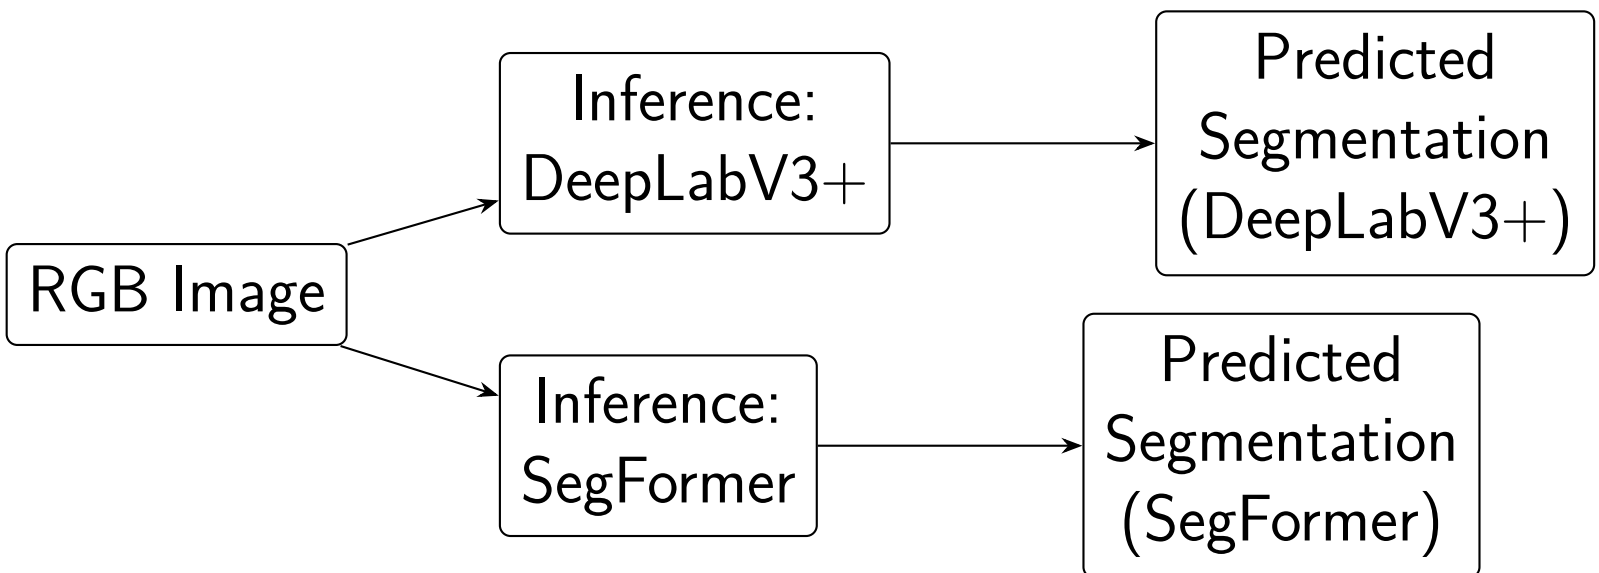 RGB Image
Inference:
DeepLabV3+
Predicted
Segmentation
(DeepLabV3+)
Inference:
SegFormer
Predicted
Segmentation
(SegFormer)